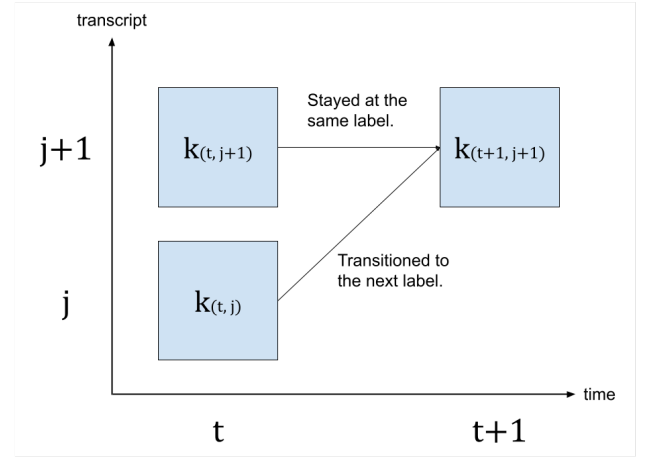 transcript
Stayed at the
same label.
j+1
k(t, j+1)
k(t+1, j+1)
Transitioned to
the next label.
j
k(t, j)
time
t
t+1